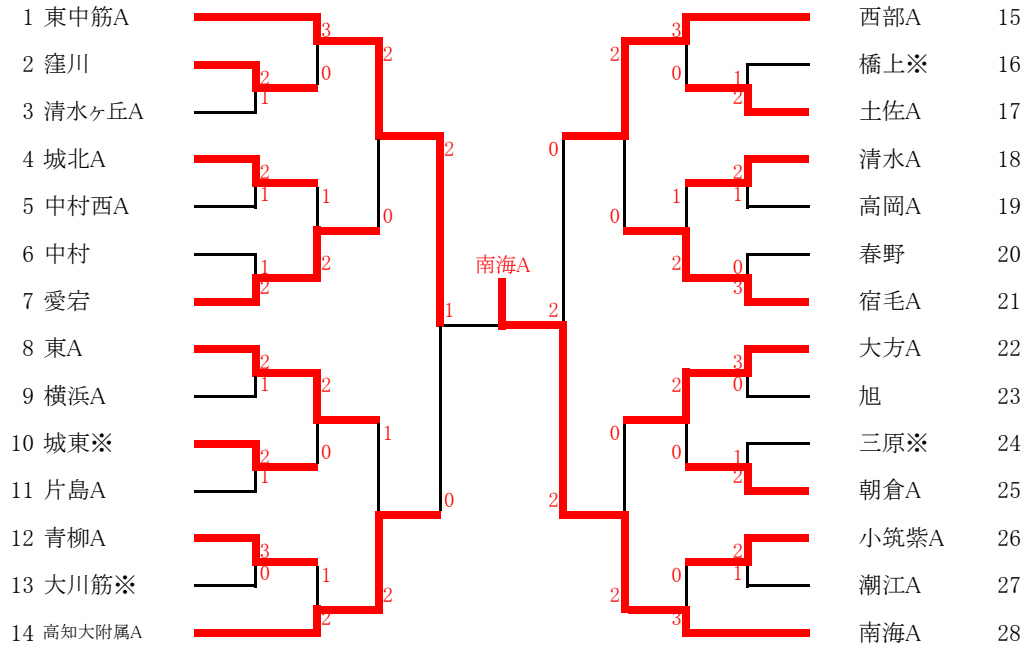 1 東中筋A
2 窪川
3 清水ヶ丘A
4 城北A
5 中村西A
6 中村
7 愛宕
8 東A
9 横浜A
10 城東※
11 片島A
12 青柳A
13 大川筋※
14 高知大附属A
3
2
0
2
1
2
2
1
1
0
1
2
2
1
2
2
1
1
0
2
1
3
0
1
2
2
0
南海A
2
3
2
0
1
2
0
2
1
1
0
2
0
3
2
3
0
2
0
0
1
2
2
2
0
1
2
3
西部A 15
橋上※ 16
土佐A 17
清水A 18
高岡A 19
春野 20
宿毛A 21
大方A 22
旭 23
三原※ 24
朝倉A 25
小筑紫A 26
潮江A 27
南海A 28